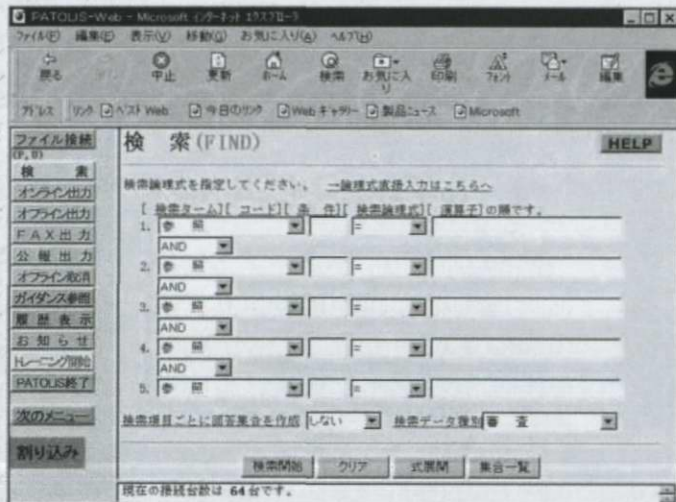 PATOLIS-Web - Microsoft インターネット エクスプローラ
ファイル(F) 編集(E) 表示(V) 移動(G) お気に入り(A) ヘルプ(H)
戻る 中止 更新 ホーム 検索 お気に入り 印刷 フォント メール 編集
アドレス リンク ベスト Web 今日のリンク Web ギャラリー 製品ニュース Microsoft
ファイル接続
(P,U)
検 索
オンライン出力
オフライン出力
FAX出力
公報出力
オフライン取消
ガイダンス参照
履歴表示
お知らせ
トレーニング開始
PATOLIS終了
次のメニュー
割り込み
検 索(FIND)
HELP
検索論理式を指定してください。 →論理式直接入力はこちらへ
[ 検索ターム][ コード][ 条 件][ 検索論理式][ 演算子]の順です。
1. 参 照 =
AND
2. 参 照 =
AND
3. 参 照 =
AND
4. 参 照 =
AND
5. 参 照 =
検索項目ごとに回答集合を作成 しない 検索データ種別 審 査
検索開始 クリア 式展開 集合一覧
現在の接続台数は 64台です。